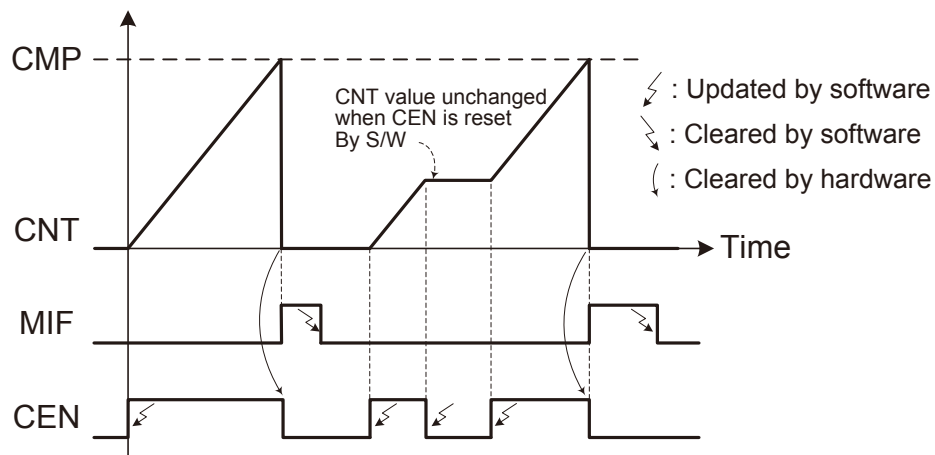 CMP
CNT value unchanged
when CEN is reset
By S/W
: Updated by software
: Cleared by software
: Cleared by hardware
CNT
Time
MIF
CEN